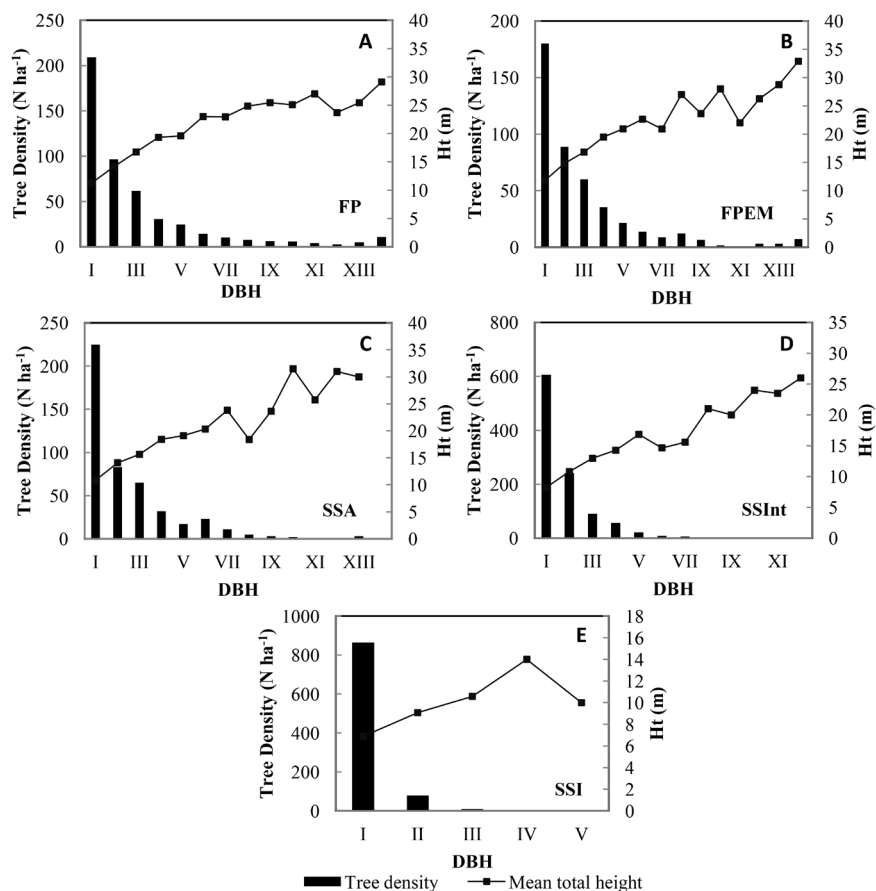 A
Tree Density (N ha⁻¹)
250
200
150
100
50
0
40
35
30
25
20
15
10
5
0
Ht (m)
FP
I III V VII IX XI XIII
DBH
B
Tree Density (N ha⁻¹)
200
150
100
50
0
40
35
30
25
20
15
10
5
0
Ht (m)
FPEM
I III V VII IX XI XIII
DBH
C
Tree Density (N ha⁻¹)
250
200
150
100
50
0
40
35
30
25
20
15
10
5
0
Ht (m)
SSA
I III V VII IX XI XIII
DBH
D
Tree Density (N ha⁻¹)
800
600
400
200
0
35
30
25
20
15
10
5
0
Ht (m)
SSInt
I III V VII IX XI
DBH
E
Tree Density (N ha⁻¹)
1000
800
600
400
200
0
18
16
14
12
10
8
6
4
2
0
Ht (m)
SSI
I II III IV V
DBH
Tree density Mean total height